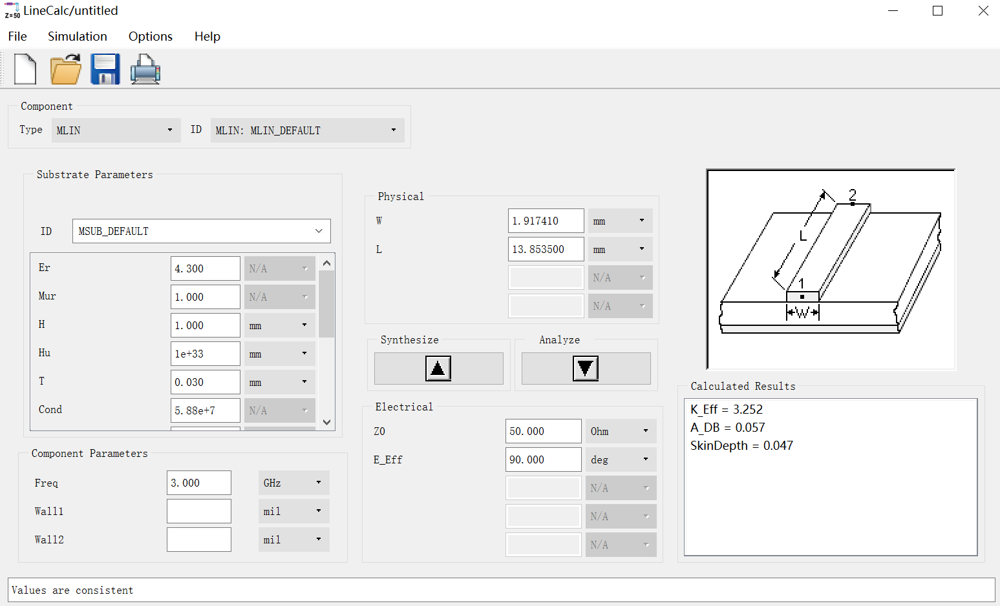 Z=50 LineCalc/untitled
File Simulation Options Help
Component
Type MLIN ID MLIN: MLIN_DEFAULT
Substrate Parameters
ID MSUB_DEFAULT
Er 4.300 N/A
Mur 1.000 N/A
H 1.000 mm
Hu 1e+33 mm
T 0.030 mm
Cond 5.88e+7 N/A
Component Parameters
Freq 3.000 GHz
Wall1 mil
Wall2 mil
Physical
W 1.917410 mm
L 13.853500 mm
N/A
N/A
Synthesize Analyze
Electrical
Z0 50.000 Ohm
E_Eff 90.000 deg
N/A
N/A
N/A
2
L
1
W
Calculated Results
K_Eff = 3.252
A_DB = 0.057
SkinDepth = 0.047
Values are consistent